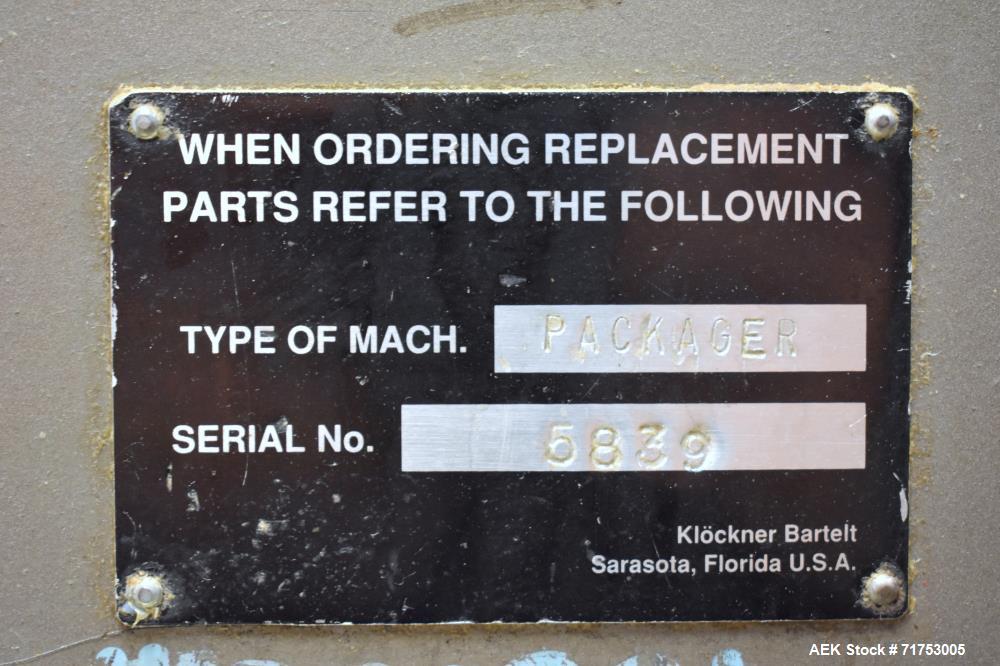 WHEN ORDERING REPLACEMENT
PARTS REFER TO THE FOLLOWING
TYPE OF MACH. PACKAGER
SERIAL No. 5839
Klöckner Bartelt
Sarasota, Florida U.S.A.
AEK Stock # 71753005